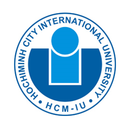 HOCHIMINH CITY INTERNATIONAL UNIVERSITY
• HCM-IU •